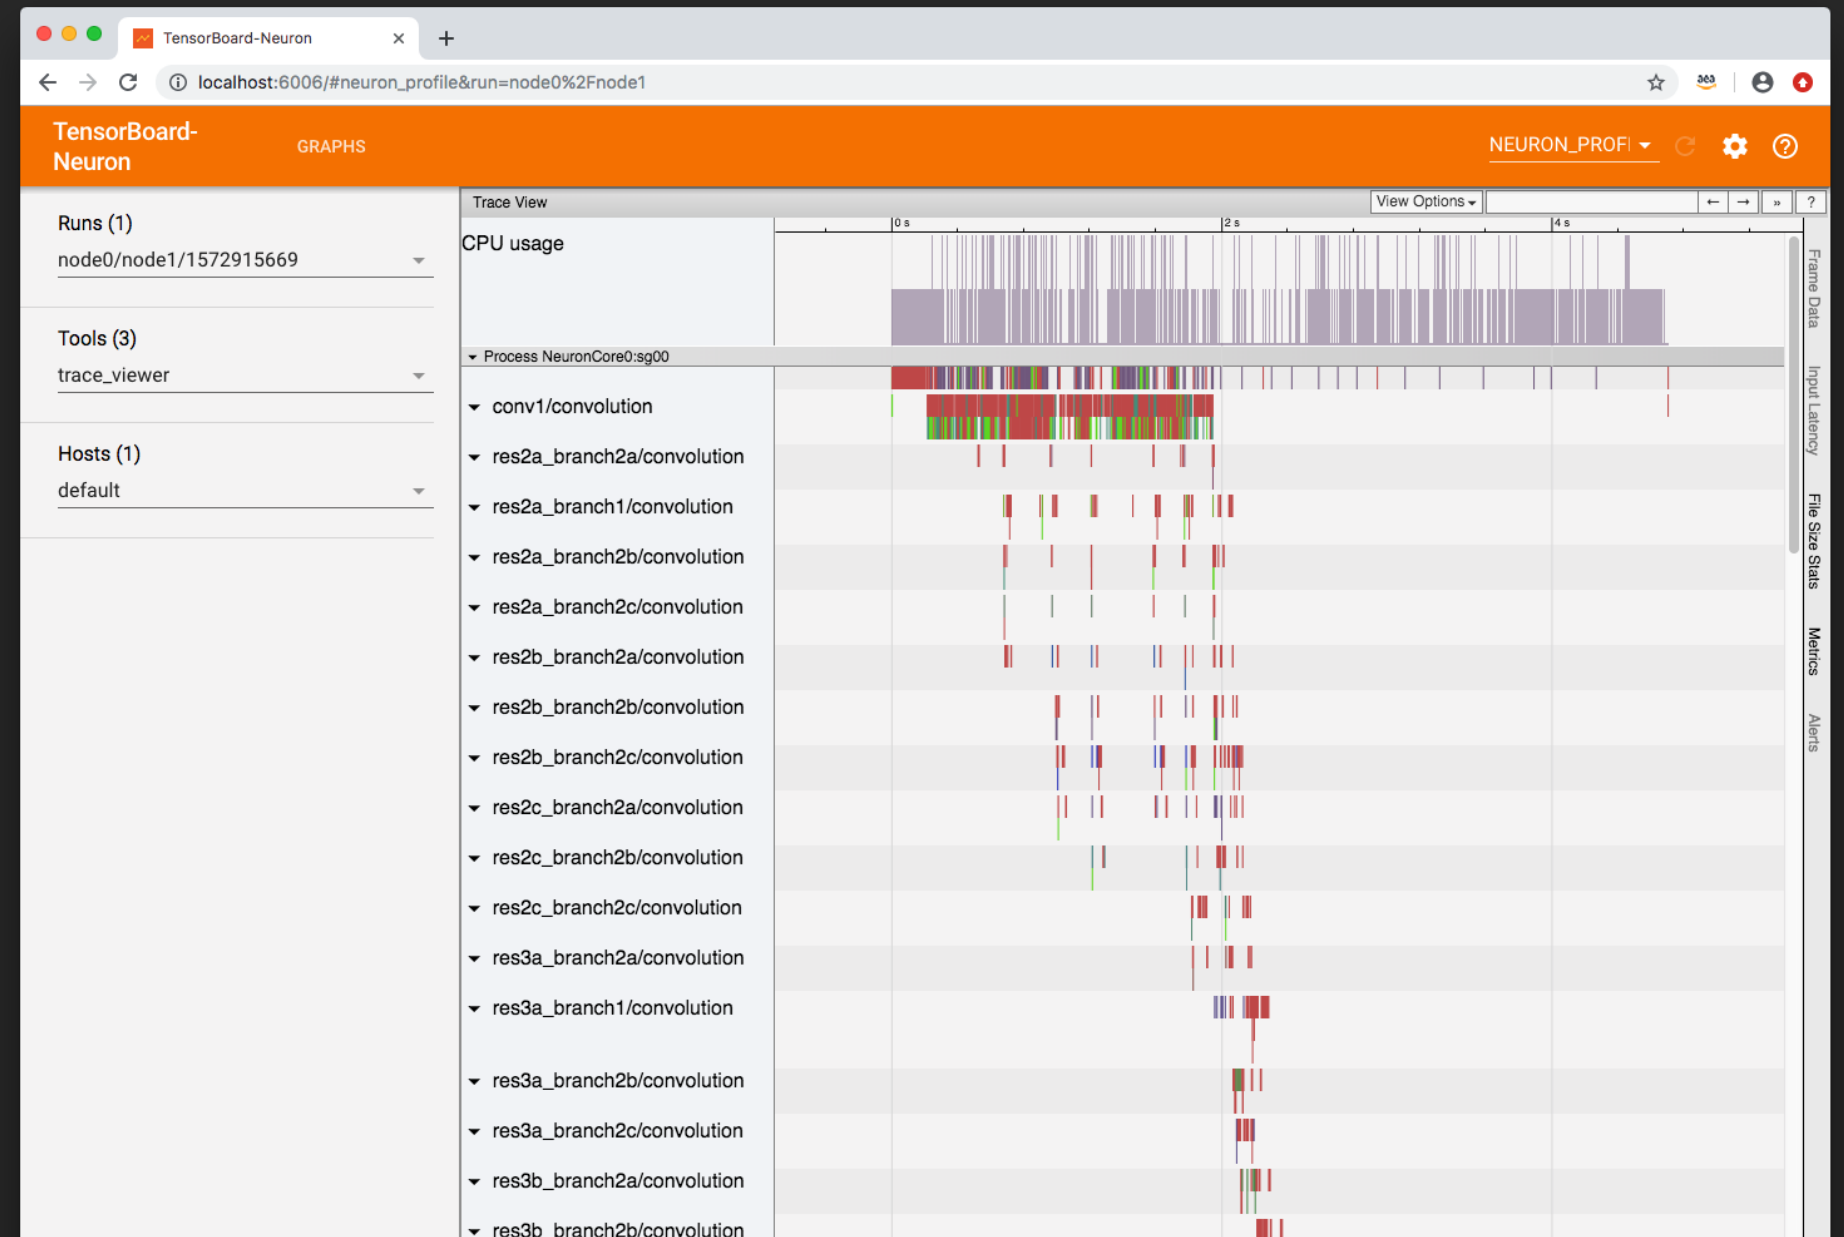 TensorBoard-Neuron
localhost:6006/#neuron_profile&run=node0%2Fnode1
aea
TensorBoard-
Neuron
GRAPHS
NEURON_PROFI
Runs (1)
node0/node1/1572915669
Tools (3)
trace_viewer
Hosts (1)
default
Trace View
View Options
←
→
»
?
0 s
2 s
4 s
CPU usage
Process NeuronCore0:sg00
conv1/convolution
res2a_branch2a/convolution
res2a_branch1/convolution
res2a_branch2b/convolution
res2a_branch2c/convolution
res2b_branch2a/convolution
res2b_branch2b/convolution
res2b_branch2c/convolution
res2c_branch2a/convolution
res2c_branch2b/convolution
res2c_branch2c/convolution
res3a_branch2a/convolution
res3a_branch1/convolution
res3a_branch2b/convolution
res3a_branch2c/convolution
res3b_branch2a/convolution
res3b_branch2b/convolution
Frame Data
Input Latency
File Size Stats
Metrics
Alerts